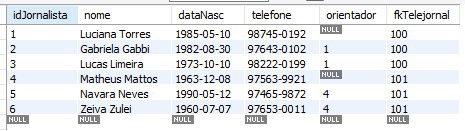 idJornalista nome dataNasc telefone orientador fkTelejornal
1 Luciana Torres 1985-05-10 98745-0192 NULL 100
2 Gabriela Gabbi 1982-08-30 97643-0102 1 100
3 Lucas Limeira 1973-10-10 98222-0199 1 100
4 Matheus Mattos 1963-12-08 97563-9921 NULL 101
5 Navara Neves 1990-05-12 97465-9872 4 101
6 Zeiva Zulei 1960-07-07 97653-0011 4 101
NULL NULL NULL NULL NULL NULL